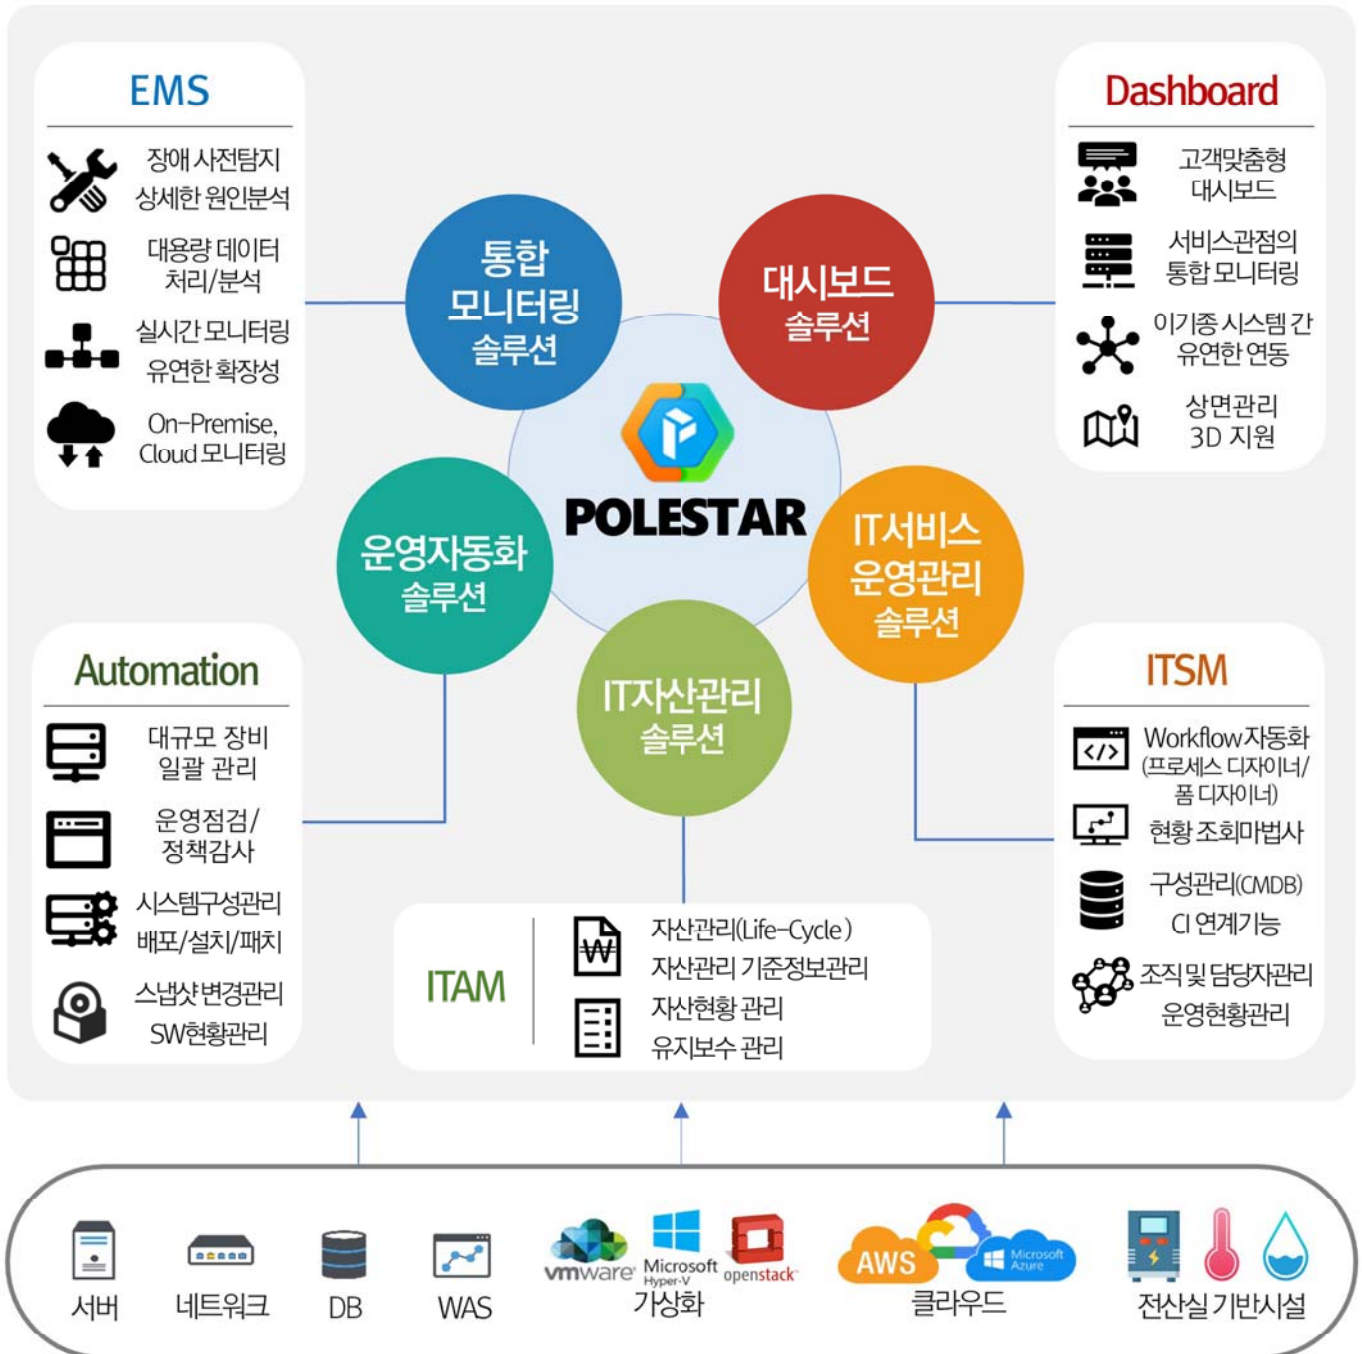 EMS
장애 사전탐지
상세한 원인분석
대용량 데이터
처리/분석
실시간 모니터링
유연한 확장성
On-Premise,
Cloud 모니터링
Dashboard
고객맞춤형
대시보드
서비스관점의
통합 모니터링
이기종 시스템 간
유연한 연동
상면관리
3D 지원
통합
모니터링
솔루션
대시보드
솔루션
POLESTAR
운영자동화
솔루션
IT서비스
운영관리
솔루션
IT자산관리
솔루션
Automation
대규모 장비
일괄 관리
운영점검/
정책감사
시스템구성관리
배포/설치/패치
스냅샷 변경관리
SW현황관리
ITAM
자산관리(Life-Cycle)
자산관리 기준정보관리
자산현황 관리
유지보수 관리
ITSM
Workflow 자동화
(프로세스 디자이너/
폼 디자이너)
현황 조회마법사
구성관리(CMDB)
CI 연계기능
조직 및 담당자관리
운영현황관리
서버
네트워크
DB
WAS
vmware
Microsoft
Hyper-V
openstack
가상화
AWS
Microsoft
Azure
클라우드
전산실 기반시설